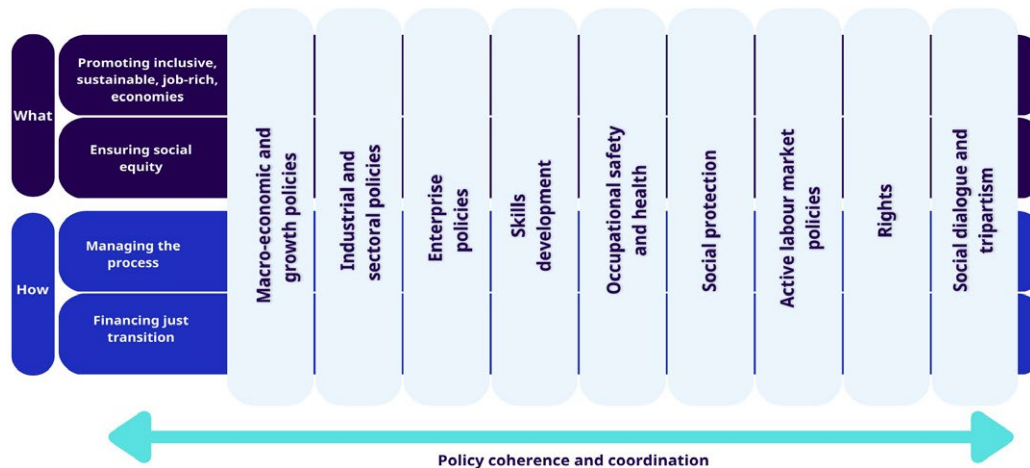 What
Promoting inclusive,
sustainable, job-rich,
economies
Ensuring social
equity
How
Managing the
process
Financing just
transition
Macro-economic and
growth policies
Industrial and
sectoral policies
Enterprise
policies
Skills
development
Occupational safety
and health
Social protection
Active labour market
policies
Rights
Social dialogue and
tripartism
Policy coherence and coordination